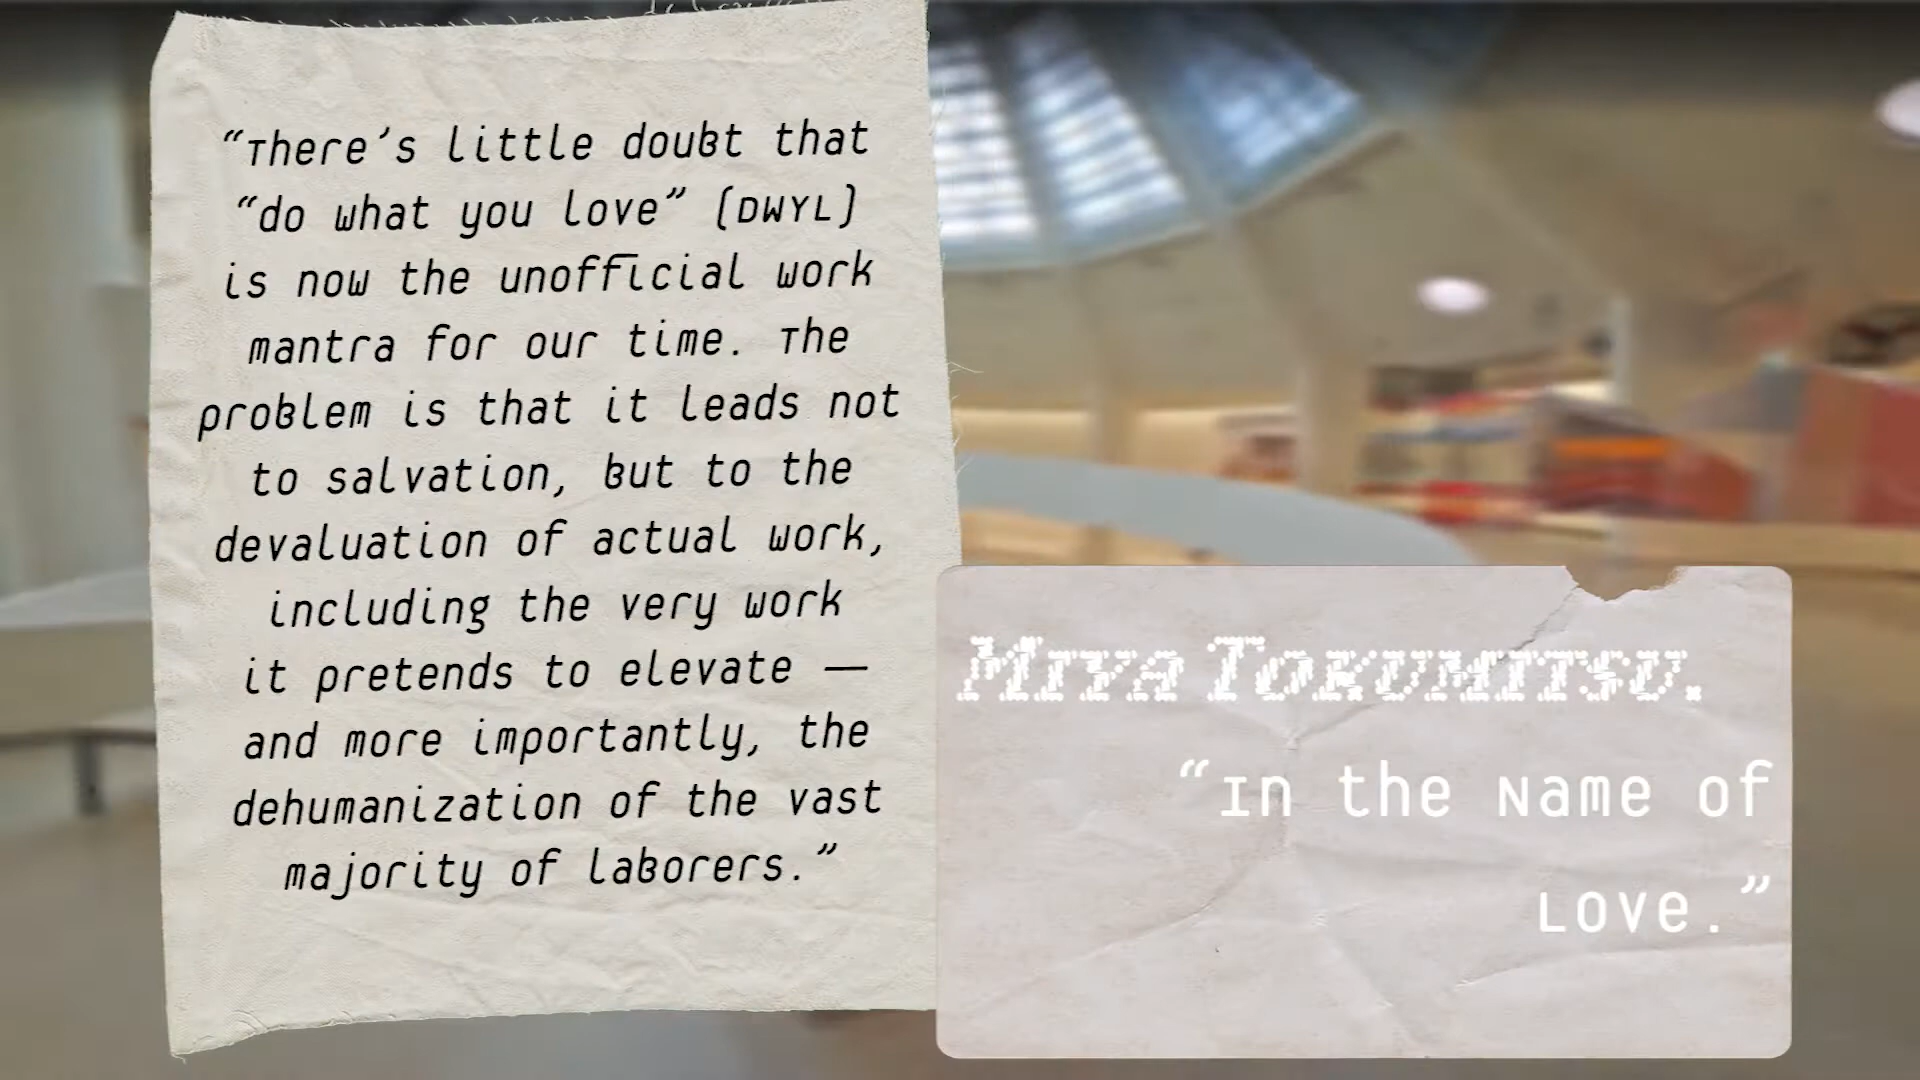 “There’s little doubt that
“do what you love” (DWYL)
is now the unofficial work
mantra for our time. The
problem is that it leads not
to salvation, but to the
devaluation of actual work,
including the very work
it pretends to elevate —
and more importantly, the
dehumanization of the vast
majority of laborers.”
Miya Tokumitsu.
“In the Name of
Love.”